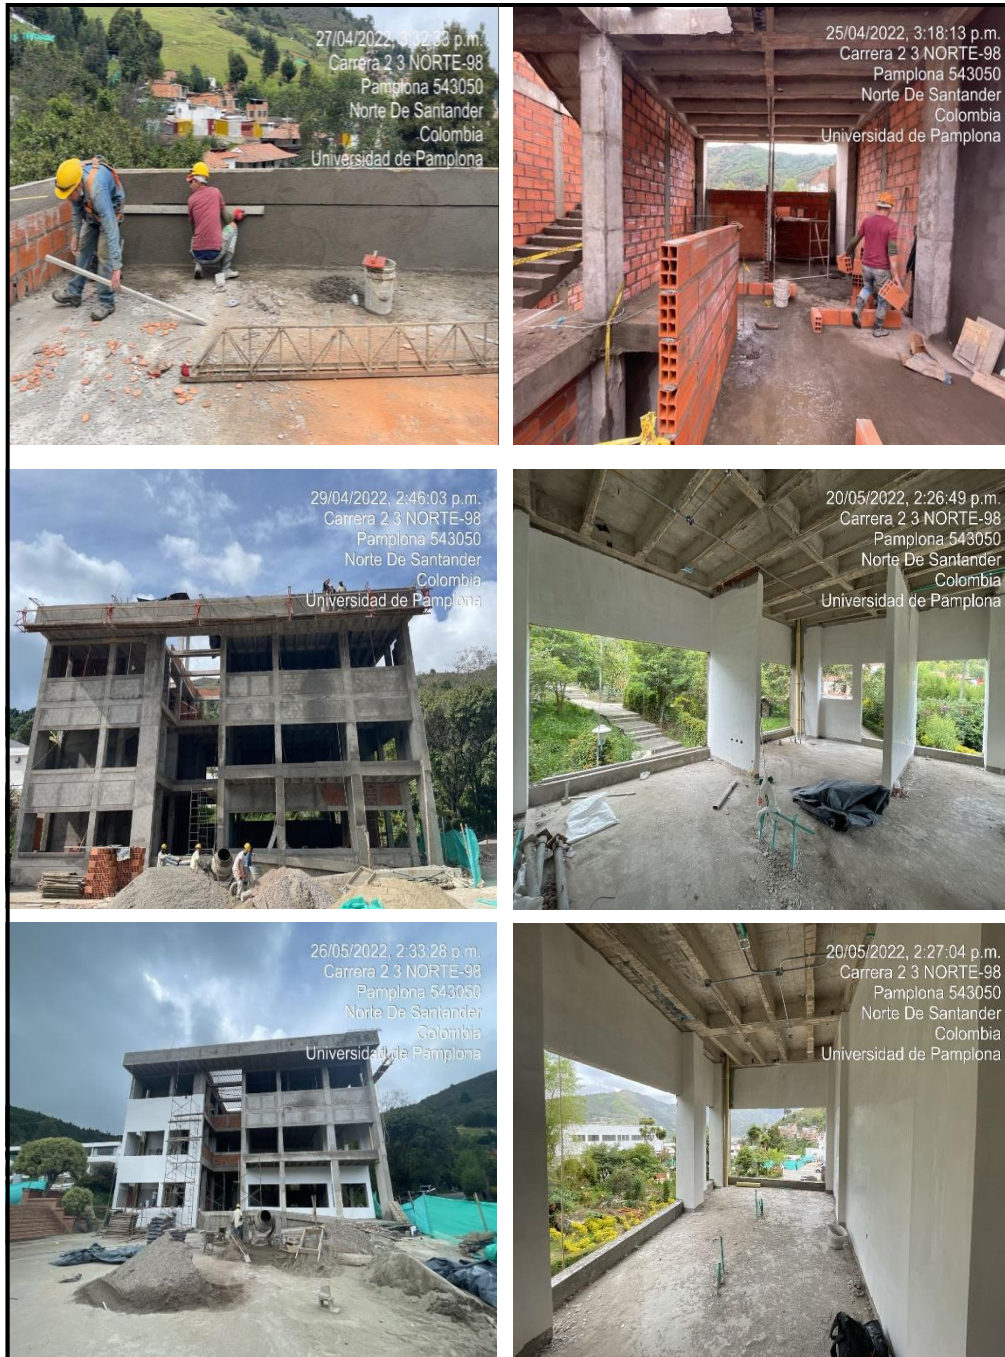 27/04/2022, 3:32:33 p.m.
Carrera 2 3 NORTE-98
Pamplona 543050
Norte De Santander
Colombia
Universidad de Pamplona
25/04/2022, 3:18:13 p.m.
Carrera 2 3 NORTE-98
Pamplona 543050
Norte De Santander
Colombia
Universidad de Pamplona
29/04/2022, 2:46:03 p.m.
Carrera 2 3 NORTE-98
Pamplona 543050
Norte De Santander
Colombia
Universidad de Pamplona
20/05/2022, 2:26:49 p.m.
Carrera 2 3 NORTE-98
Pamplona 543050
Norte De Santander
Colombia
Universidad de Pamplona
26/05/2022, 2:33:28 p.m.
Carrera 2 3 NORTE-98
Pamplona 543050
Norte De Santander
Colombia
Universidad de Pamplona
20/05/2022, 2:27:04 p.m.
Carrera 2 3 NORTE-98
Pamplona 543050
Norte De Santander
Colombia
Universidad de Pamplona